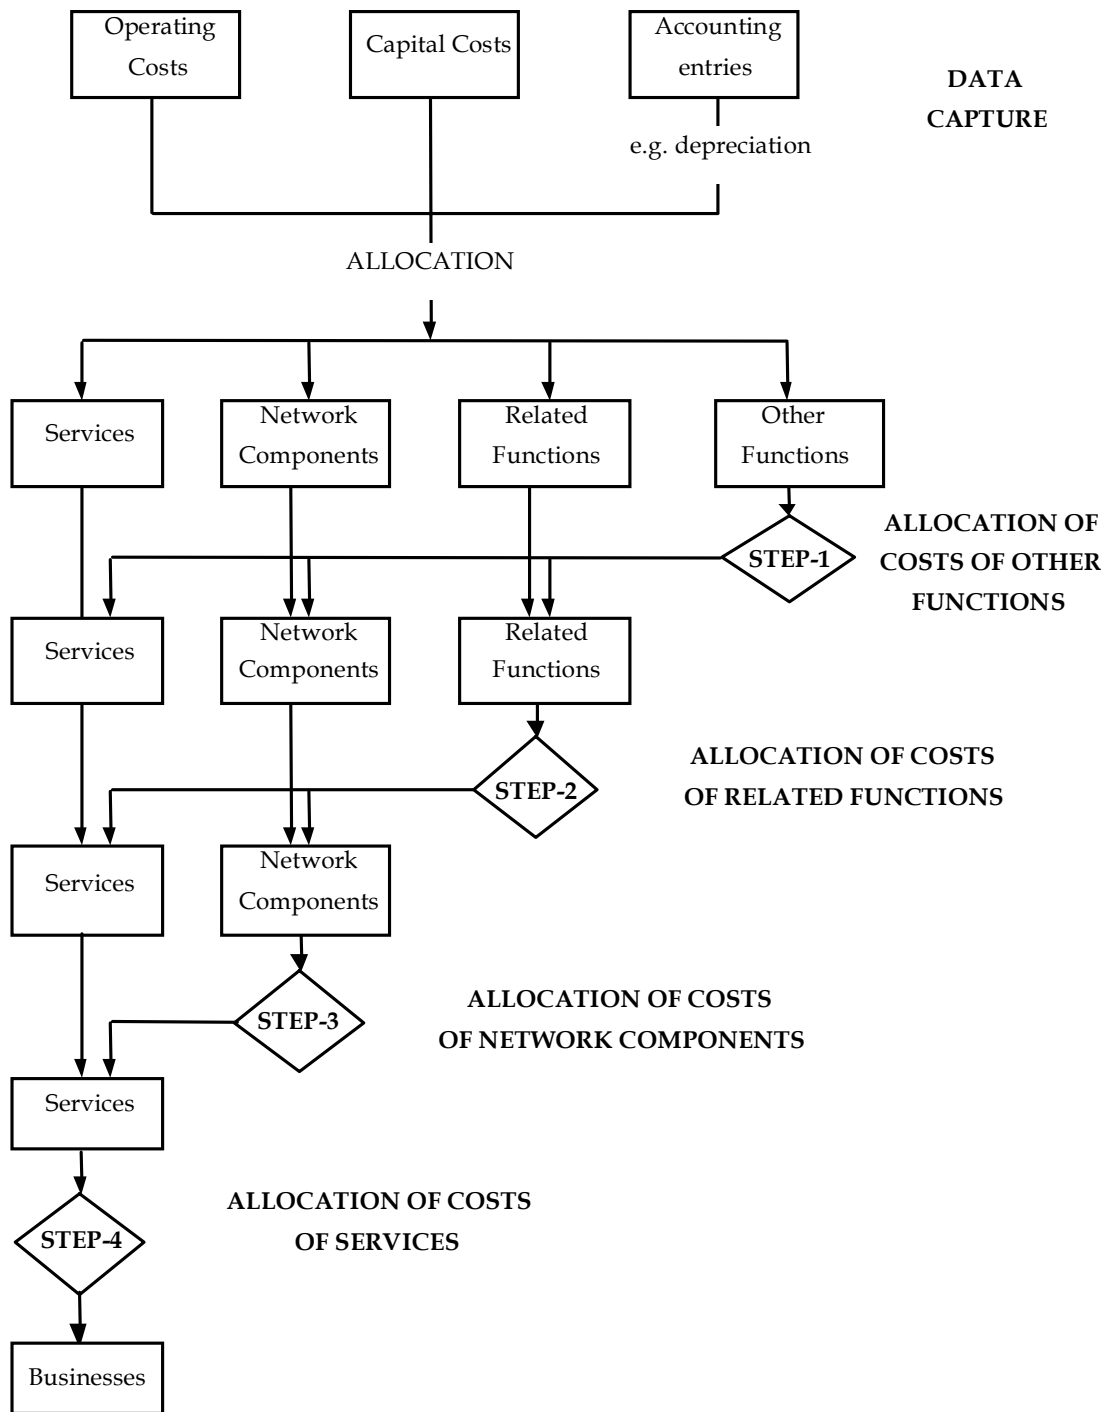 Operating
Costs
Capital Costs
Accounting
entries
DATA
CAPTURE
e.g. depreciation
ALLOCATION
Services
Network
Components
Related
Functions
Other
Functions
STEP-1
ALLOCATION OF
COSTS OF OTHER
FUNCTIONS
Services
Network
Components
Related
Functions
STEP-2
ALLOCATION OF COSTS
OF RELATED FUNCTIONS
Services
Network
Components
STEP-3
ALLOCATION OF COSTS
OF NETWORK COMPONENTS
Services
STEP-4
ALLOCATION OF COSTS
OF SERVICES
Businesses